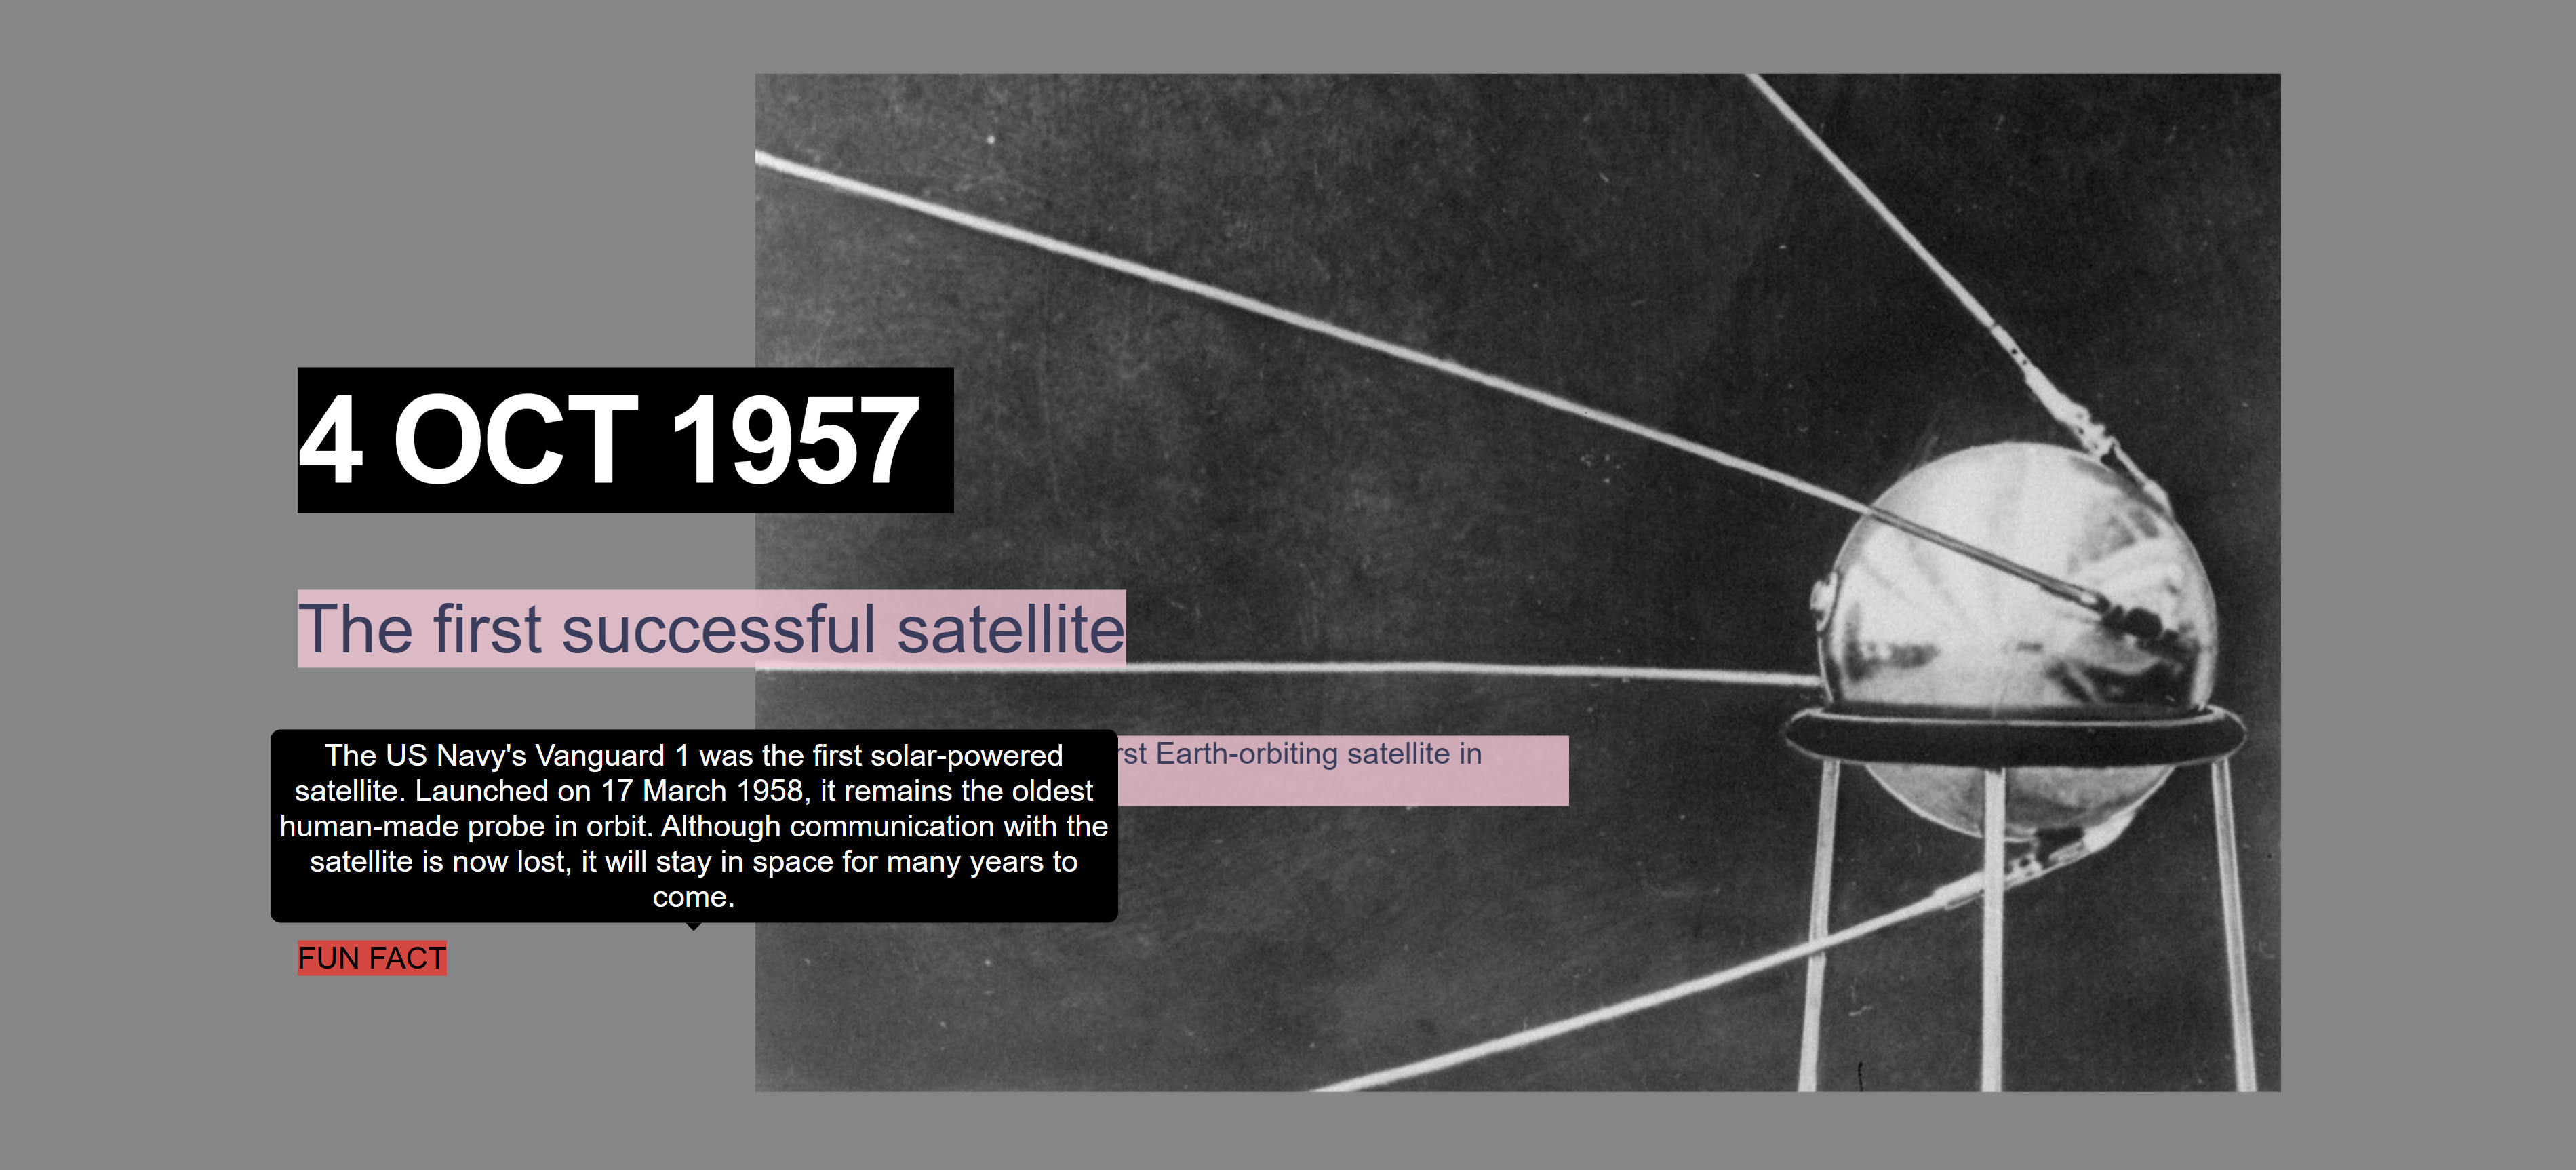 4 OCT 1957
The first successful satellite
The US Navy's Vanguard 1 was the first solar-powered
satellite. Launched on 17 March 1958, it remains the oldest
human-made probe in orbit. Although communication with the
satellite is now lost, it will stay in space for many years to
come.
Earth-orbiting satellite in
FUN FACT